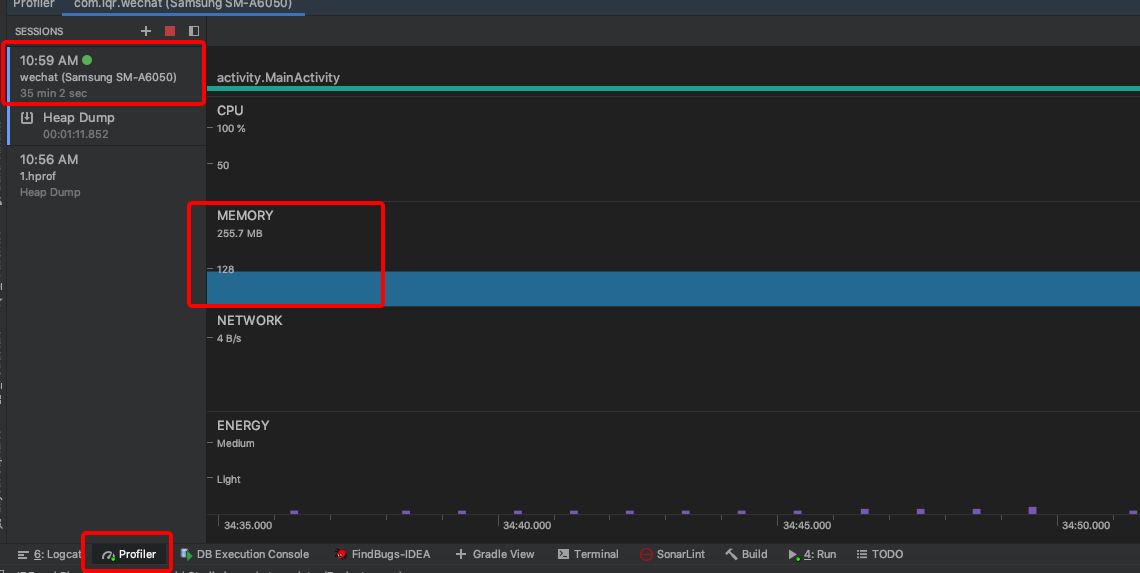 Profiler com.lqr.wechat (Samsung SM-A6050)
SESSIONS
10:59 AM
wechat (Samsung SM-A6050)
35 min 2 sec
Heap Dump
00:01:11.852
10:56 AM
1.hprof
Heap Dump
activity.MainActivity
CPU
100 %
50
MEMORY
255.7 MB
128
NETWORK
4 B/s
ENERGY
Medium
Light
34:35.000 34:40.000 34:45.000 34:50.000
6: Logcat Profiler DB Execution Console FindBugs-IDEA Gradle View Terminal SonarLint Build 4: Run TODO